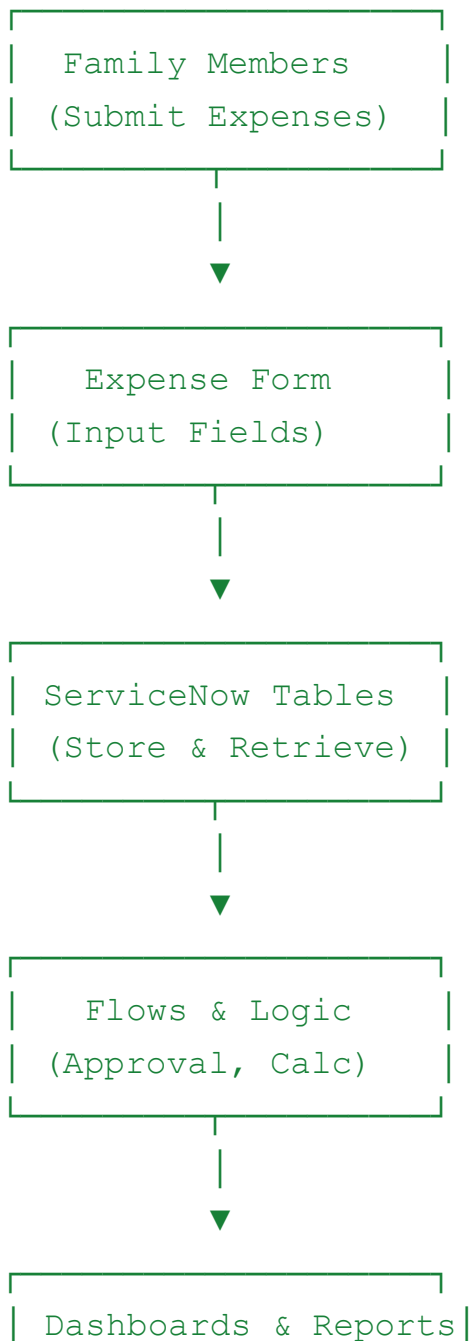 Family Members
(Submit Expenses)
Expense Form
(Input Fields)
ServiceNow Tables
(Store & Retrieve)
Flows & Logic
(Approval, Calc)
Dashboards & Reports